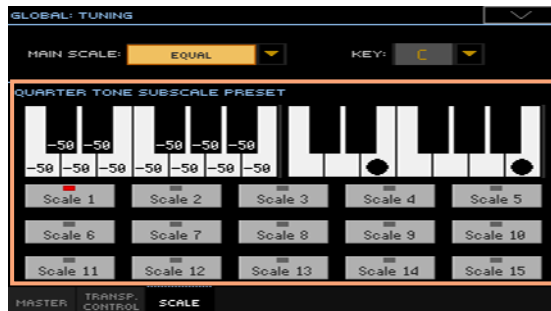 GLOBAL: TUNING
MAIN SCALE: EQUAL KEY: C
QUARTER TONE SUBSCALE PRESET
-50 -50 -50 -50 -50
-50 -50 -50 -50 -50 -50 -50
Scale 1 Scale 2 Scale 3 Scale 4 Scale 5
Scale 6 Scale 7 Scale 8 Scale 9 Scale 10
Scale 11 Scale 12 Scale 13 Scale 14 Scale 15
MASTER TRANSP. CONTROL SCALE